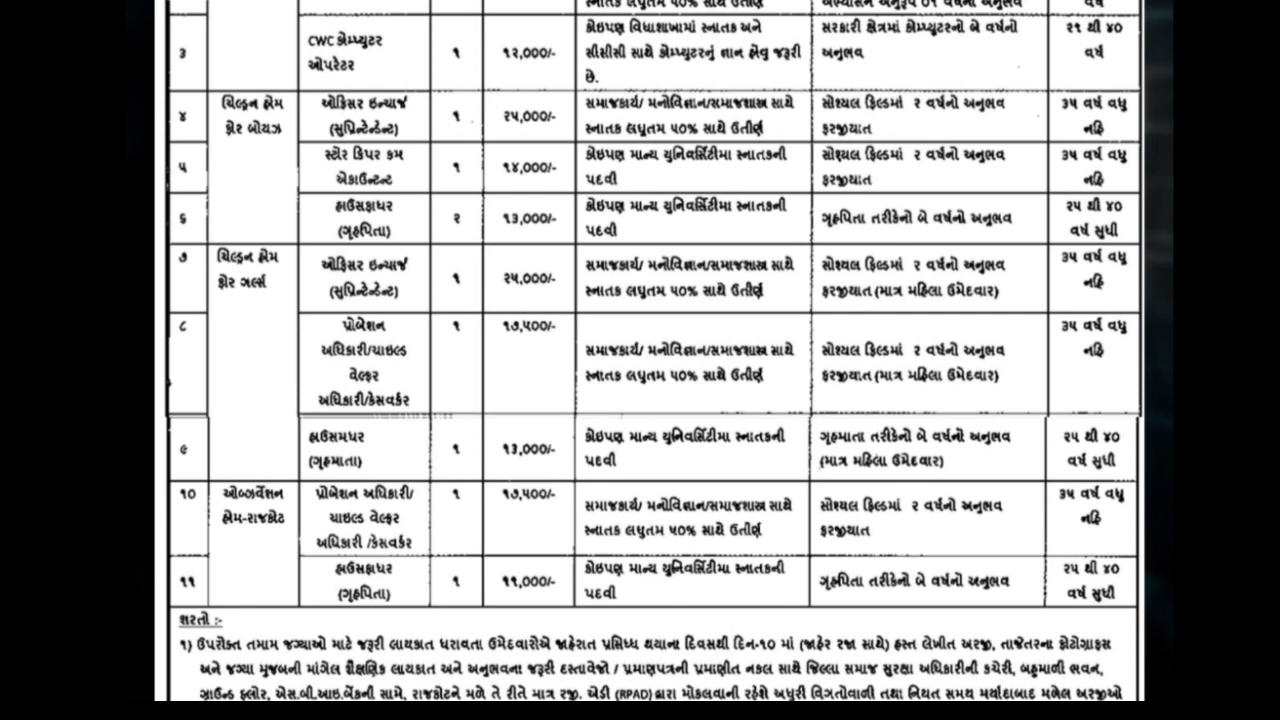 સ્નાતક લઘુતમ ૫૦% સાથે ઉતીર્ણ
અભ્યાસને અનુરૂપ ૦૧ વર્ષનો અનુભવ
વર્ષ
૩
CWC કોમ્પ્યુટર
ઓપરેટર
૧
૧૨,૦૦૦/-
કોઇપણ વિદ્યાશાખામાં સ્નાતક અને
સીસીસી સાથે કોમ્પ્યુટરનું જ્ઞાન હોવુ જરૂરી
છે.
સરકારી ક્ષેત્રમાં કોમ્પ્યુટરનો બે વર્ષનો
અનુભવ
૨૧ થી ૪૦
વર્ષ
૪
ચિલ્ડ્રન હોમ
ફોર બોયઝ
ઓફિસર ઇન્ચાર્જ
(સુપ્રિન્ટેન્ડેન્ટ)
૧
૨૫,૦૦૦/-
સમાજકાર્ય/ મનોવિજ્ઞાન/સમાજશાસ્ત્ર સાથે
સ્નાતક લઘુતમ ૫૦% સાથે ઉતીર્ણ
સોશ્યલ ફિલ્ડમાં ૨ વર્ષનો અનુભવ
ફરજીયાત
૩૫ વર્ષ વધુ
નહિ
૫
સ્ટોર કિપર કમ
એકાઉન્ટન્ટ
૧
૧૪,૦૦૦/-
કોઇપણ માન્ય યુનિવર્સિટીમા સ્નાતકની
પદવી
સોશ્યલ ફિલ્ડમાં ૨ વર્ષનો અનુભવ
ફરજીયાત
૩૫ વર્ષ વધુ
નહિ
૬
હાઉસફાધર
(ગૃહપિતા)
૨
૧૩,૦૦૦/-
કોઇપણ માન્ય યુનિવર્સિટીમા સ્નાતકની
પદવી
ગૃહપિતા તરીકેનો બે વર્ષનો અનુભવ
૨૫ થી ૪૦
વર્ષ સુધી
૭
ચિલ્ડ્રન હોમ
ફોર ગર્લ્સ
ઓફિસર ઇન્ચાર્જ
(સુપ્રિન્ટેન્ડેન્ટ)
૧
૨૫,૦૦૦/-
સમાજકાર્ય/ મનોવિજ્ઞાન/સમાજશાસ્ત્ર સાથે
સ્નાતક લઘુતમ ૫૦% સાથે ઉતીર્ણ
સોશ્યલ ફિલ્ડમાં ૨ વર્ષનો અનુભવ
ફરજીયાત (માત્ર મહિલા ઉમેદવાર)
૩૫ વર્ષ વધુ
નહિ
૮
પ્રોબેશન
અધિકારી/ચાઇલ્ડ
વેલ્ફર
અધિકારી/કેસવર્કર
૧
૧૭,૫૦૦/-
સમાજકાર્ય/ મનોવિજ્ઞાન/સમાજશાસ્ત્ર સાથે
સ્નાતક લઘુતમ ૫૦% સાથે ઉતીર્ણ
સોશ્યલ ફિલ્ડમાં ૨ વર્ષનો અનુભવ
ફરજીયાત (માત્ર મહિલા ઉમેદવાર)
૩૫ વર્ષ વધુ
નહિ
૯
હાઉસમધર
(ગૃહમાતા)
૧
૧૩,૦૦૦/-
કોઇપણ માન્ય યુનિવર્સિટીમા સ્નાતકની
પદવી
ગૃહમાતા તરીકેનો બે વર્ષનો અનુભવ
(માત્ર મહિલા ઉમેદવાર)
૨૫ થી ૪૦
વર્ષ સુધી
૧૦
ઓબ્ઝર્વેશન
હોમ-રાજકોટ
પ્રોબેશન અધિકારી/
ચાઇલ્ડ વેલ્ફર
અધિકારી /કેસવર્કર
૧
૧૭,૫૦૦/-
સમાજકાર્ય/ મનોવિજ્ઞાન/સમાજશાસ્ત્ર સાથે
સ્નાતક લઘુતમ ૫૦% સાથે ઉતીર્ણ
સોશ્યલ ફિલ્ડમાં ૨ વર્ષનો અનુભવ
ફરજીયાત
૩૫ વર્ષ વધુ
નહિ
૧૧
હાઉસફાધર
(ગૃહપિતા)
૧
૧૧,૦૦૦/-
કોઇપણ માન્ય યુનિવર્સિટીમા સ્નાતકની
પદવી
ગૃહપિતા તરીકેનો બે વર્ષનો અનુભવ
૨૫ થી ૪૦
વર્ષ સુધી
શરતો :-
૧) ઉપરોક્ત તમામ જગ્યાઓ માટે જરૂરી લાયકાત ધરાવતા ઉમેદવારોએ જાહેરાત પ્રસિધ્ધ થયાના દિવસથી દિન-૧૦ માં (જાહેર રજા સાથે) હસ્ત લેખીત અરજી, તાજેતરના ફોટોગ્રાફસ
અને જગ્યા મુજબની માંગેલ શૈક્ષણિક લાયકાત અને અનુભવના જરૂરી દસ્તાવેજો / પ્રમાણપત્રની પ્રમાણીત નકલ સાથે જિલ્લા સમાજ સુરક્ષા અધિકારીની કચેરી, બહુમાળી ભવન,
ગ્રાઉન્ડ ફ્લોર, એસ.બી.આઇ.બેંકની સામે, રાજકોટને મળે તે રીતે માત્ર રજી. એડી (RPAD) દ્વારા મોકલવાની રહેશે અધુરી વિગતોવાળી તથા નિયત સમય મર્યાદાબાદ મળેલ અરજીઓ